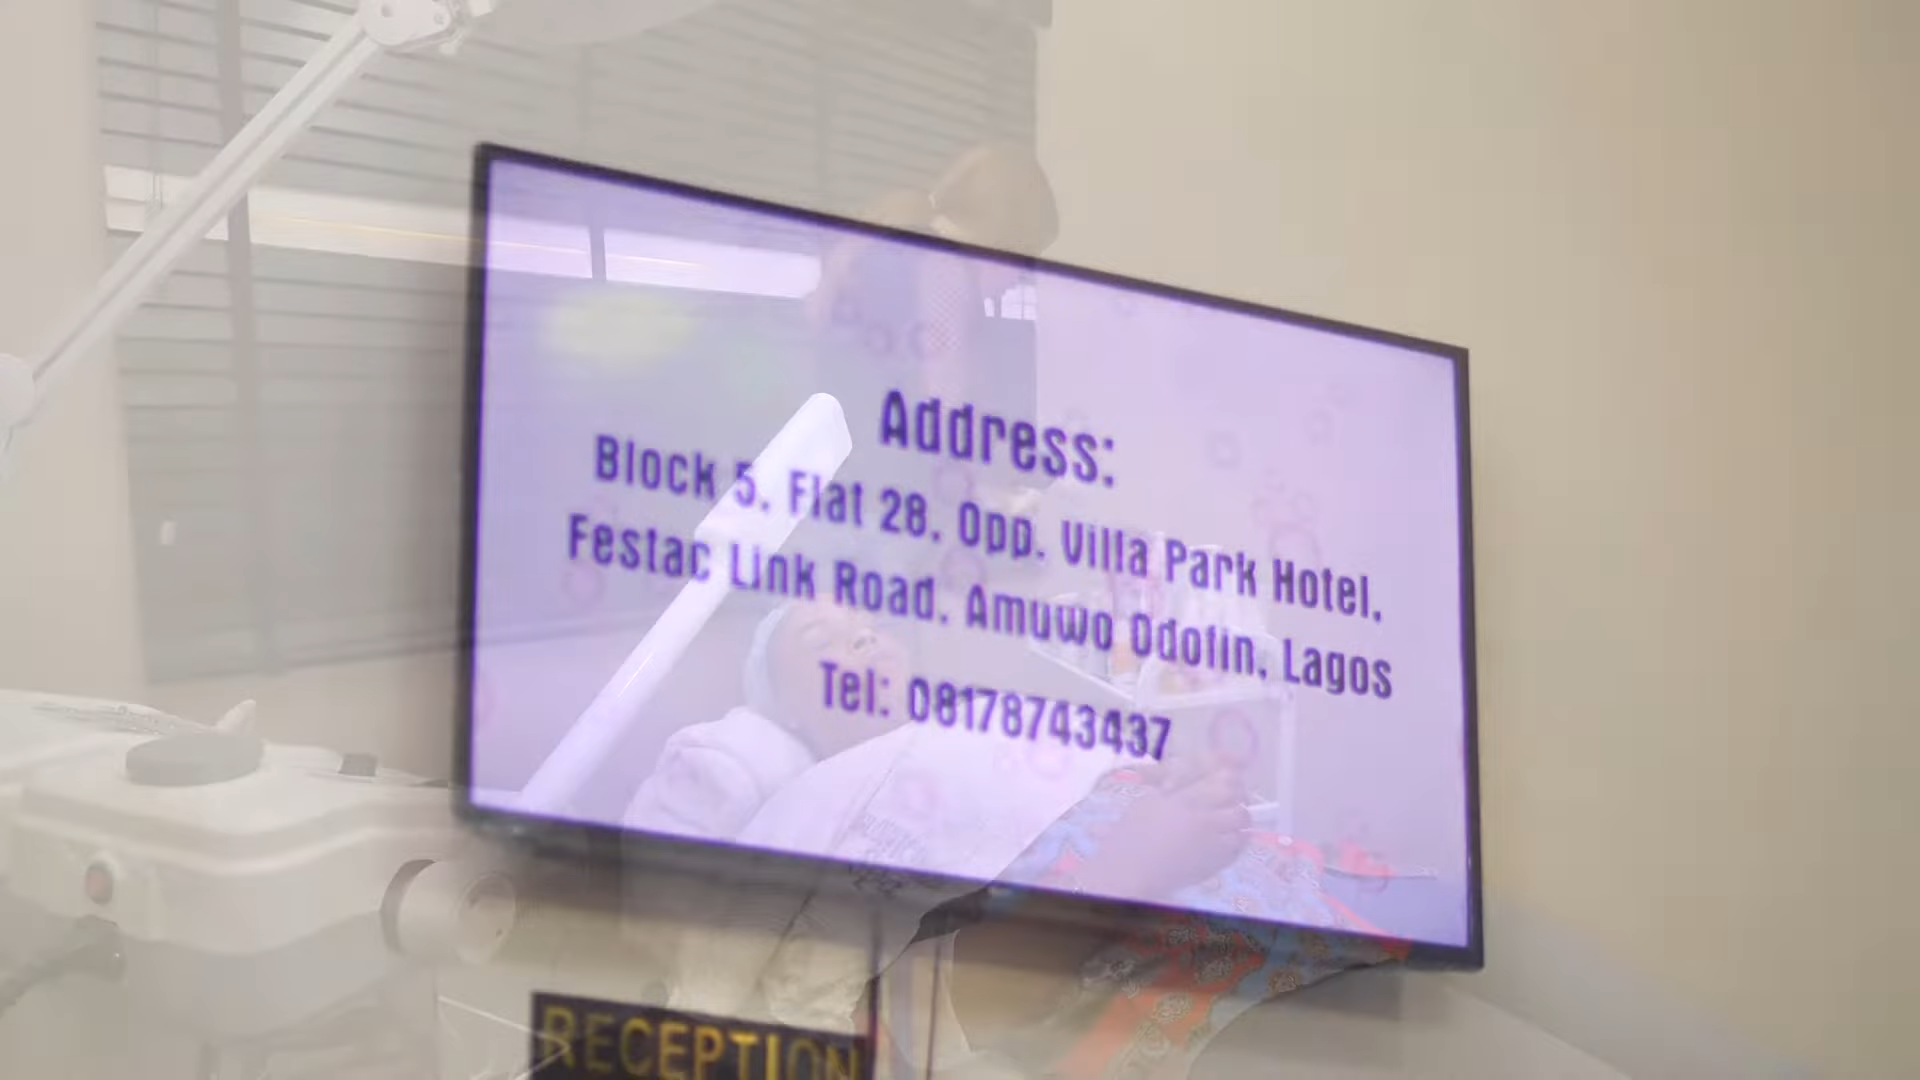 Address:
Block 5, Flat 28, Opp. Villa Park Hotel,
Festac Link Road, Amuwo Odofin, Lagos
Tel: 08178743437
RECEPTION